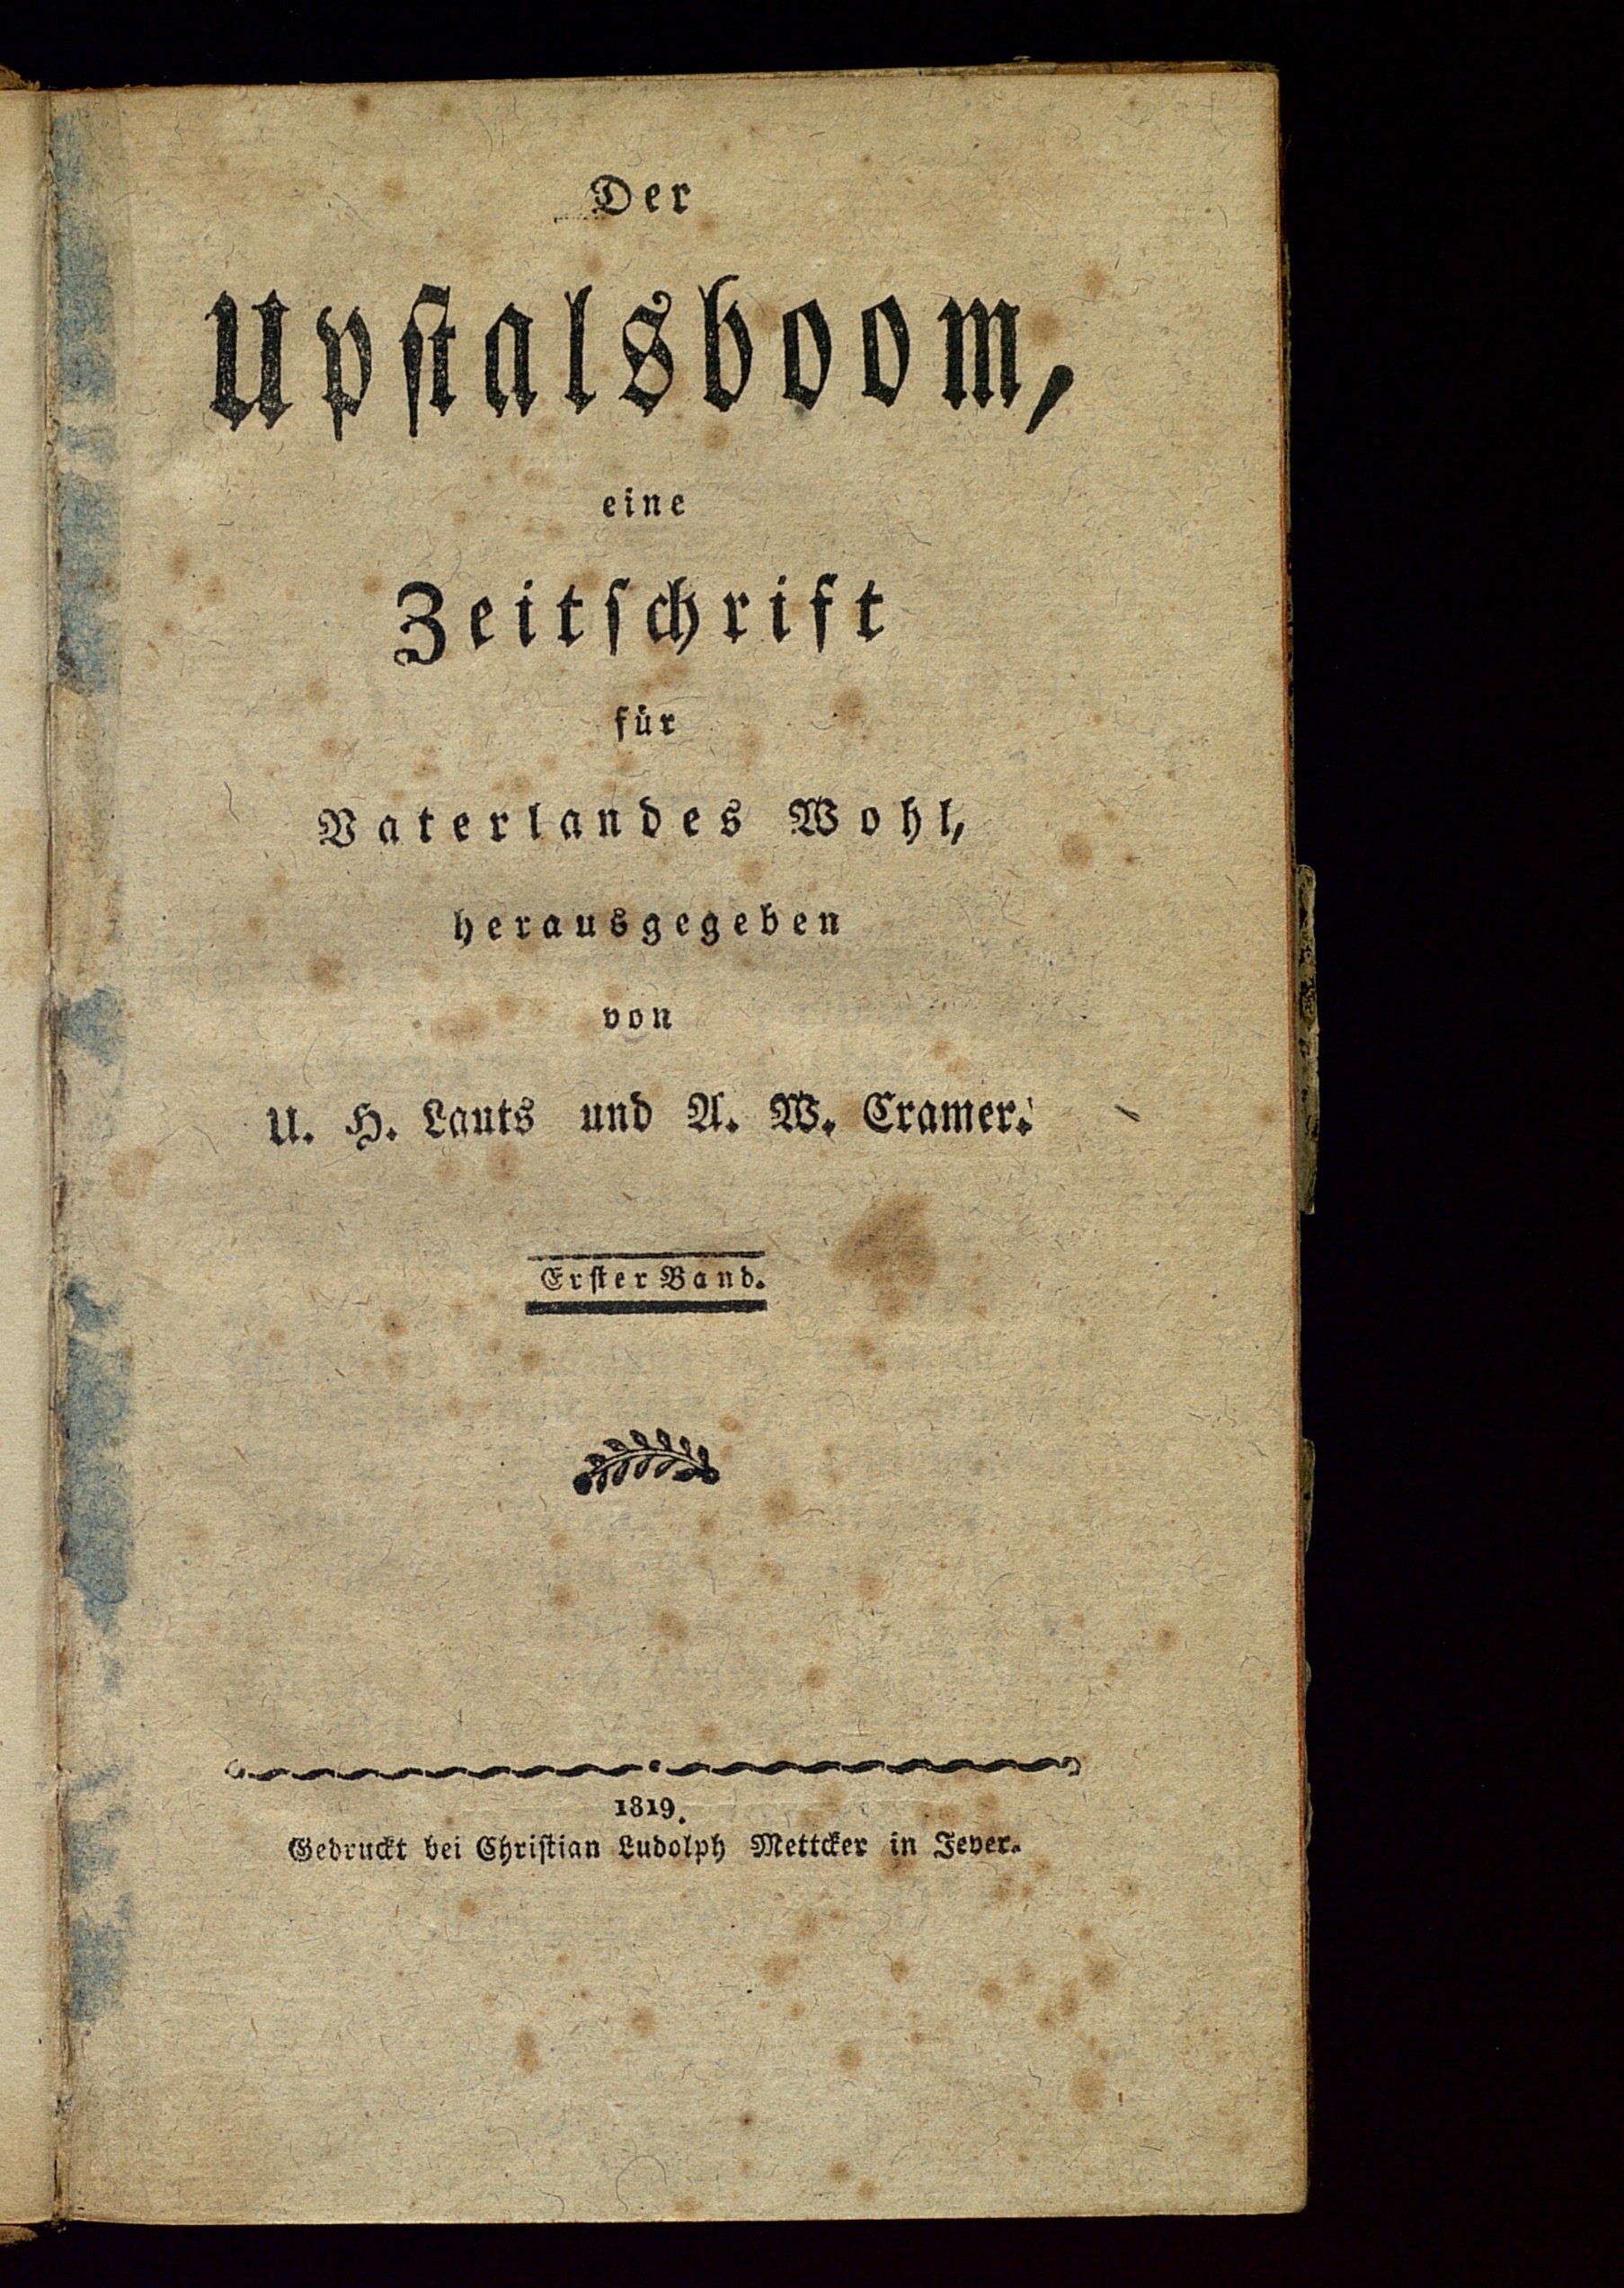 Der
Upſtalsboom,
eine
Zeitſchrift
für
Vaterlandes Wohl,
herausgegeben
von
U. H. Lauts und A. W. Cramer.
Erſter Band.
1819.
Gedruckt bei Chriſtian Ludolph Mettcker in Jever.